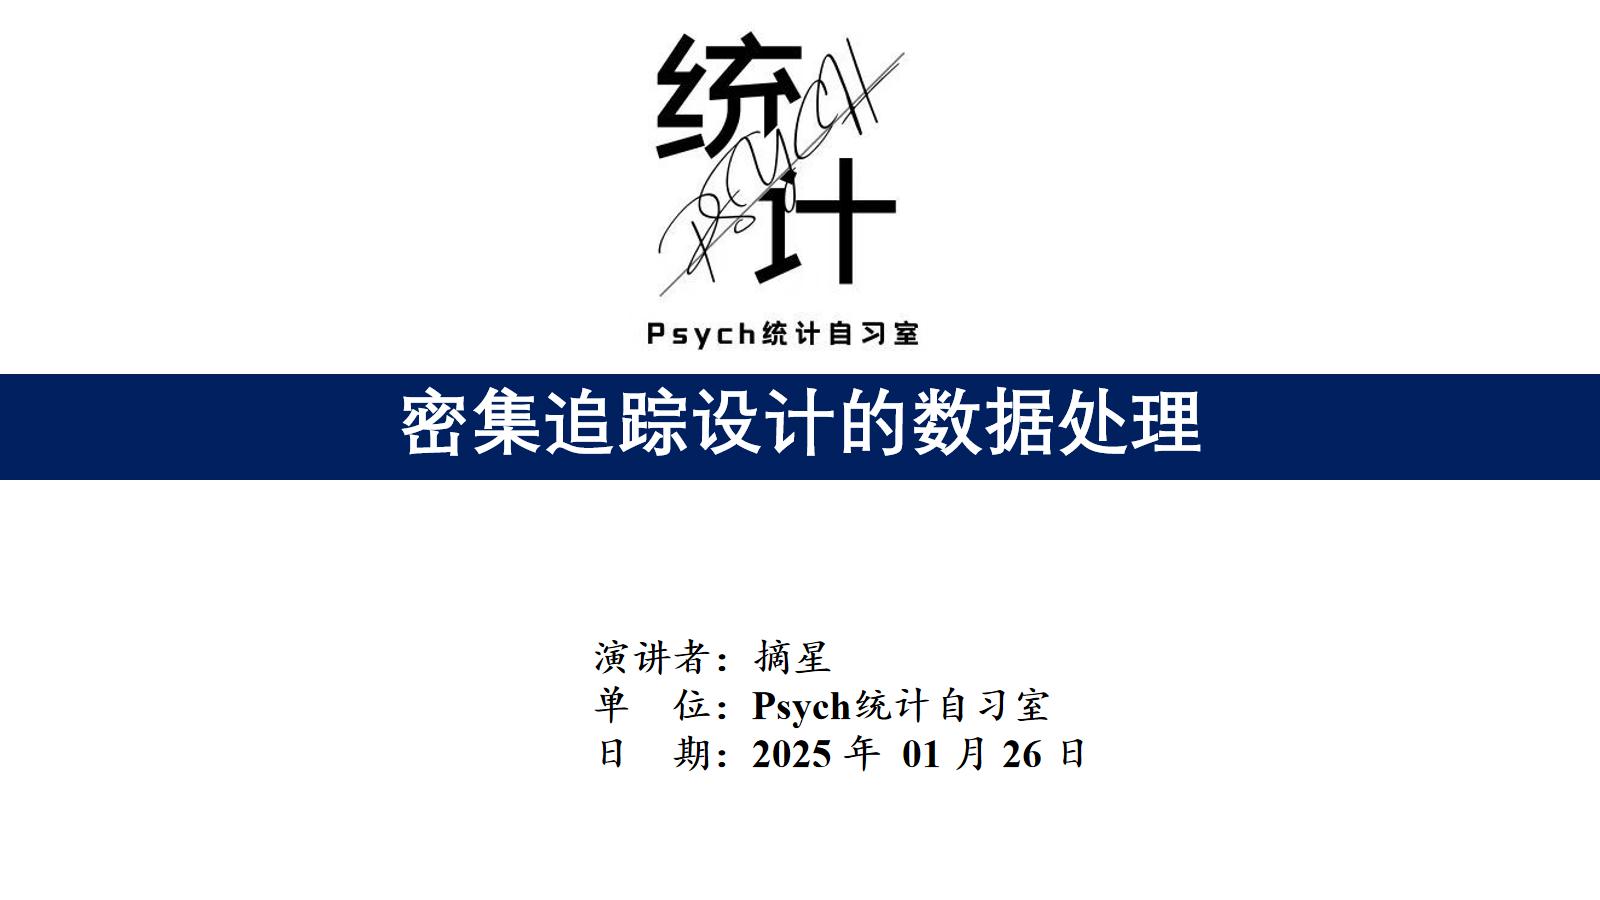 统计
Psych
Psych统计自习室
密集追踪设计的数据处理
演讲者：摘星
单 位：Psych统计自习室
日 期：2025 年 01 月 26 日